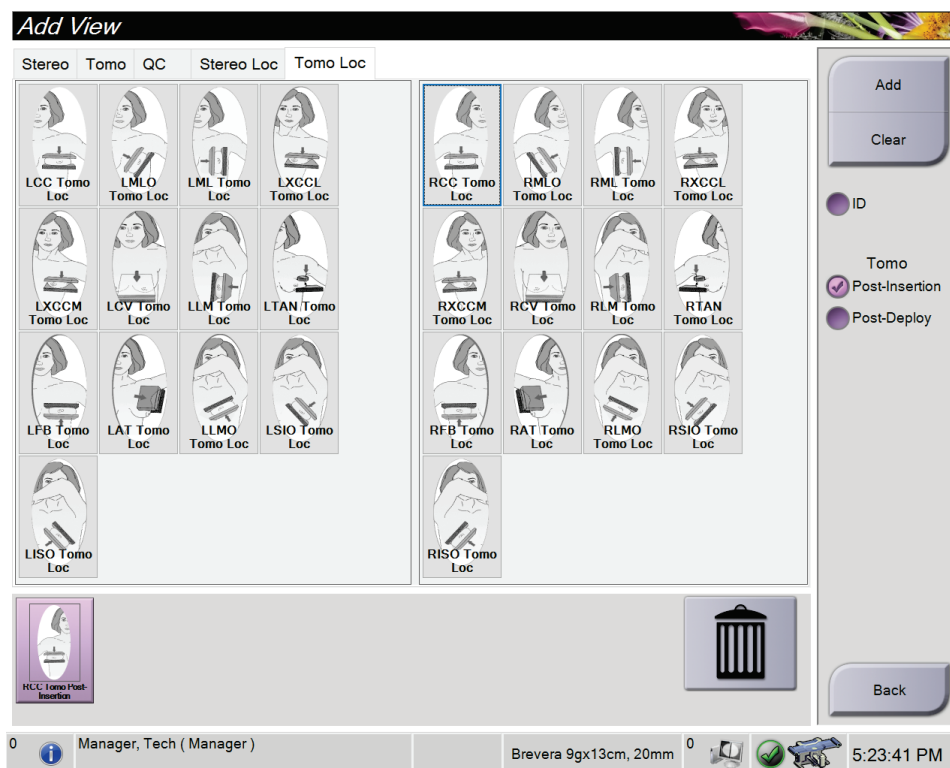 Add View
Stereo
Tomo
QC
Stereo Loc
Tomo Loc
LCC Tomo
Loc
LMLO
Tomo Loc
LML Tomo
Loc
LXCCL
Tomo Loc
RCC Tomo
Loc
RMLO
Tomo Loc
RML Tomo
Loc
RXCCL
Tomo Loc
LXCCM
Tomo Loc
LCV Tomo
Loc
LLM Tomo
Loc
LTAN Tomo
Loc
RXCCM
Tomo Loc
RCV Tomo
Loc
RLM Tomo
Loc
RTAN
Tomo Loc
LFB Tomo
Loc
LAT Tomo
Loc
LLMO
Tomo Loc
LSIO Tomo
Loc
RFB Tomo
Loc
RAT Tomo
Loc
RLMO
Tomo Loc
RSIO Tomo
Loc
LISO Tomo
Loc
RISO Tomo
Loc
Add
Clear
ID
Tomo
Post-Insertion
Post-Deploy
RCC Tomo Post-
Insertion
Back
0
Manager, Tech ( Manager )
Brevera 9gx13cm, 20mm
0
5:23:41 PM